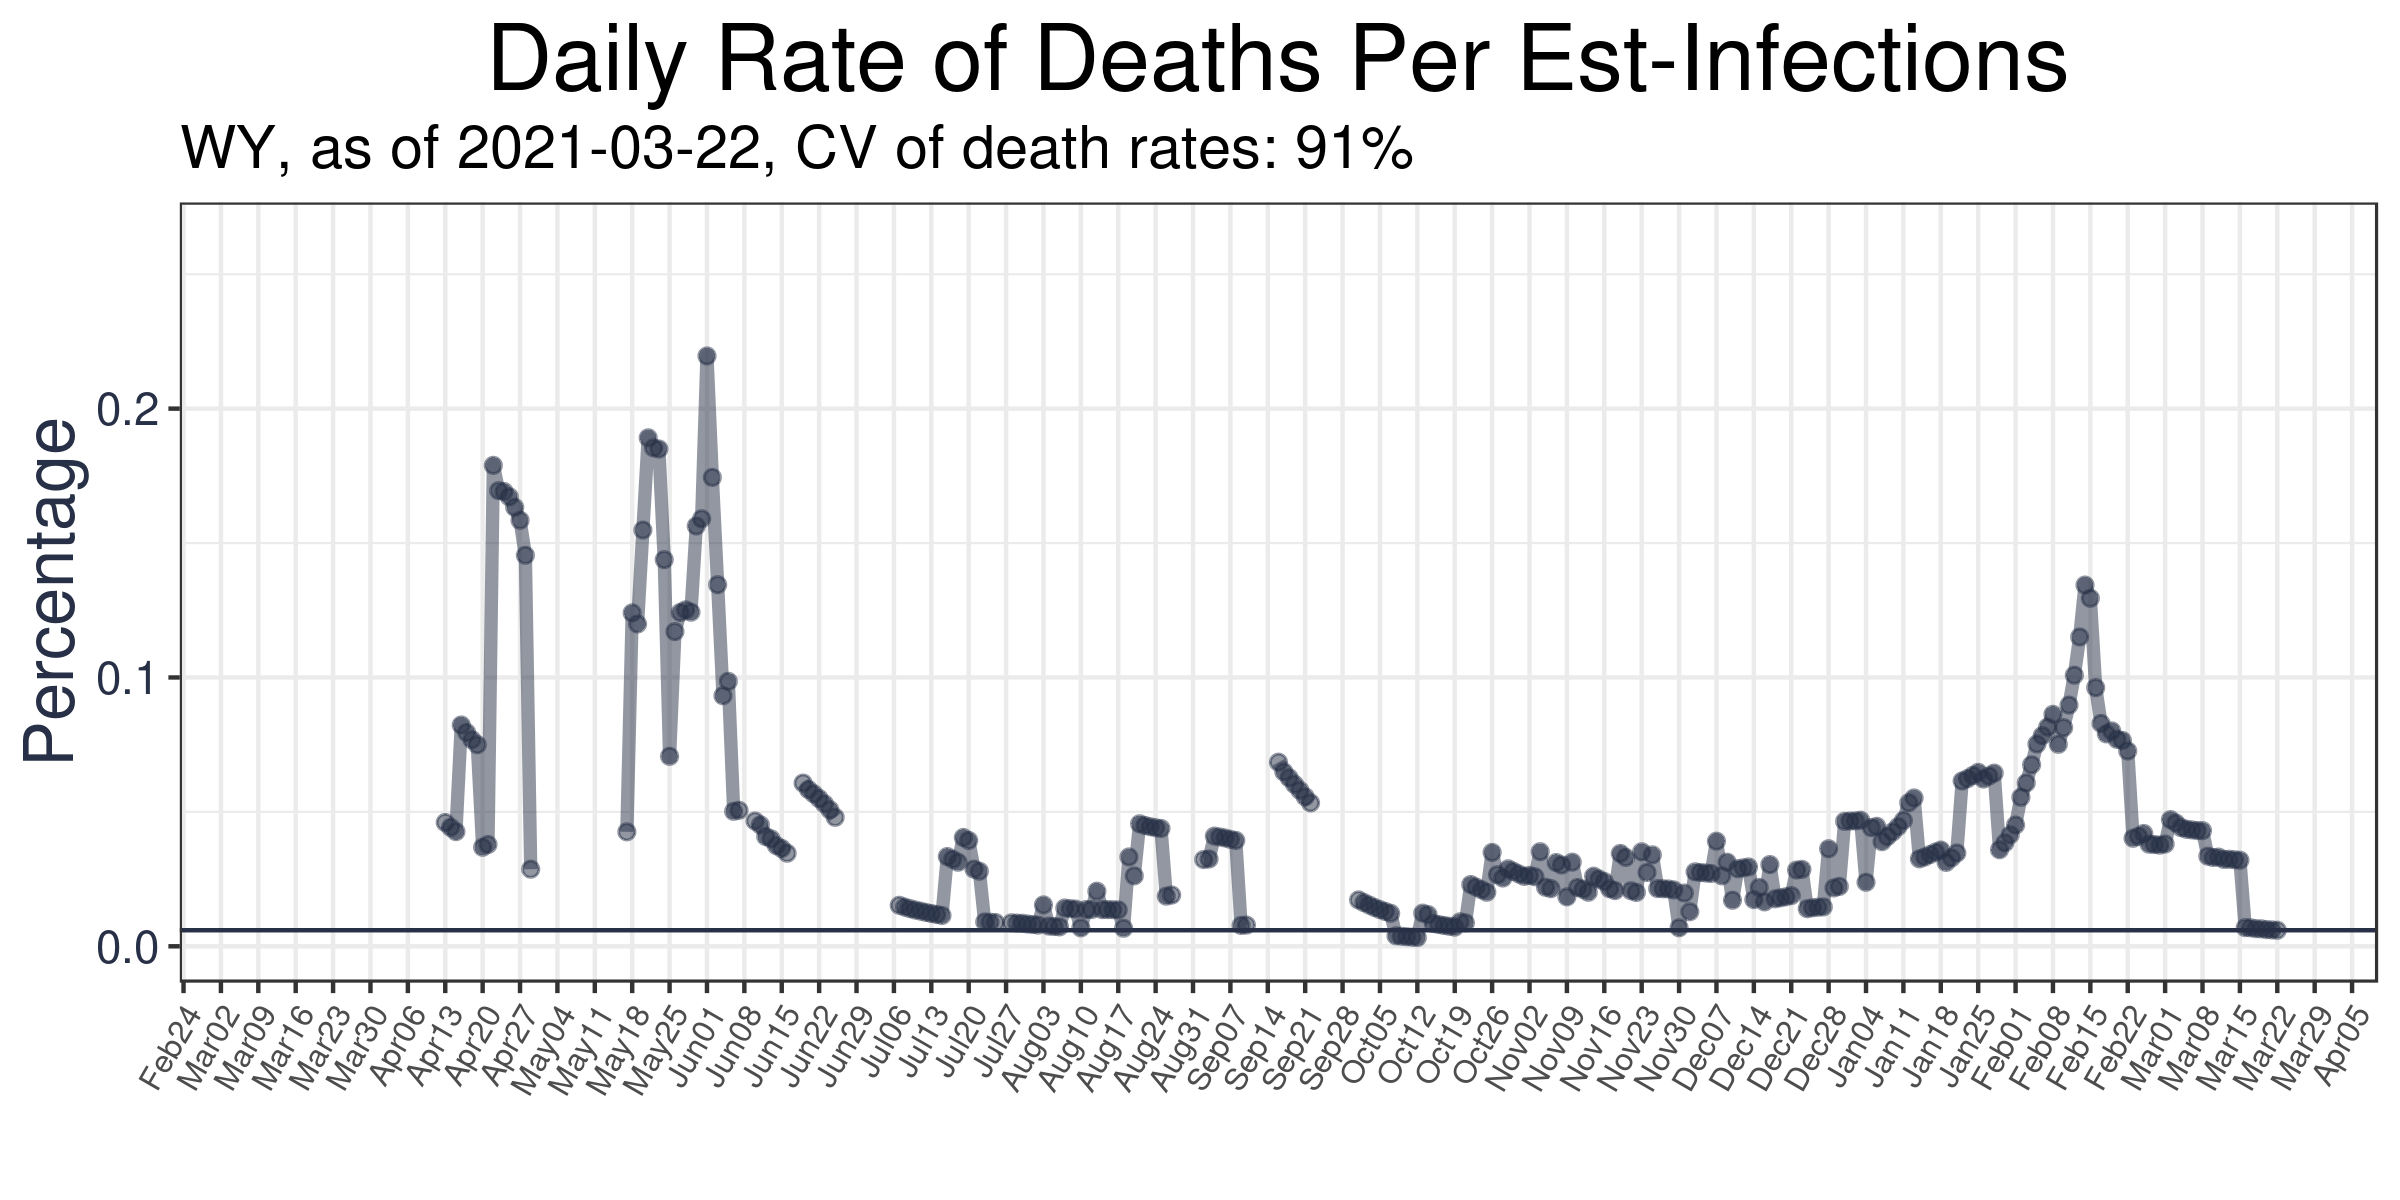 Daily Rate of Deaths Per Est-Infections
WY, as of 2021-03-22, CV of death rates: 91%
Percentage
0.2
0.1
0.0
Feb24
Mar02
Mar09
Mar16
Mar23
Mar30
Apr06
Apr13
Apr20
Apr27
May04
May11
May18
May25
Jun01
Jun08
Jun15
Jun22
Jun29
Jul06
Jul13
Jul20
Jul27
Aug03
Aug10
Aug17
Aug24
Aug31
Sep07
Sep14
Sep21
Sep28
Oct05
Oct12
Oct19
Oct26
Nov02
Nov09
Nov16
Nov23
Nov30
Dec07
Dec14
Dec21
Dec28
Jan04
Jan11
Jan18
Jan25
Feb01
Feb08
Feb15
Feb22
Mar01
Mar08
Mar15
Mar22
Mar29
Apr05